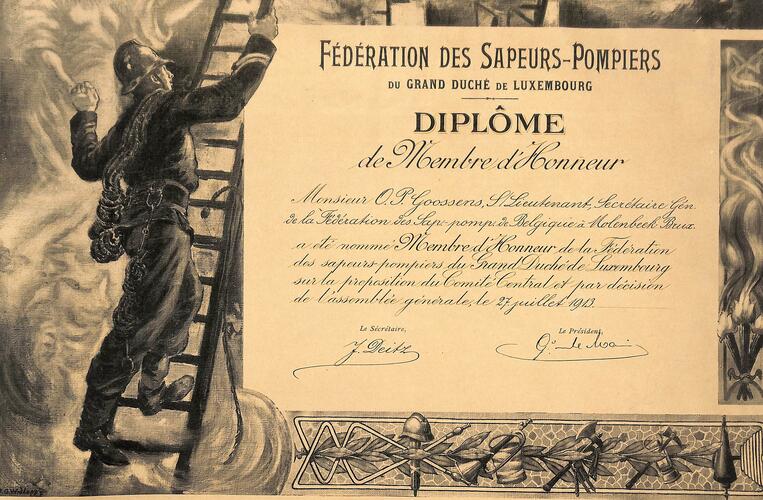 FÉDÉRATION DES SAPEURS-POMPIERS
DU GRAND DUCHÉ DE LUXEMBOURG
DIPLÔME
de Membre d'Honneur
Monsieur O. P. Goossens, St Lieutenant, Secrétaire Gén.
de la Fédération des Sap.-pomp. de Belgique à Molenbeek Brux.
a été nommé Membre d'Honneur de la Fédération
des sapeurs-pompiers du Grand Duché de Luxembourg
sur la proposition du Comité Central et par décision
de l'assemblée générale, le 27 juillet 1913.
Le Secrétaire,
Le Président,
J. Deitz